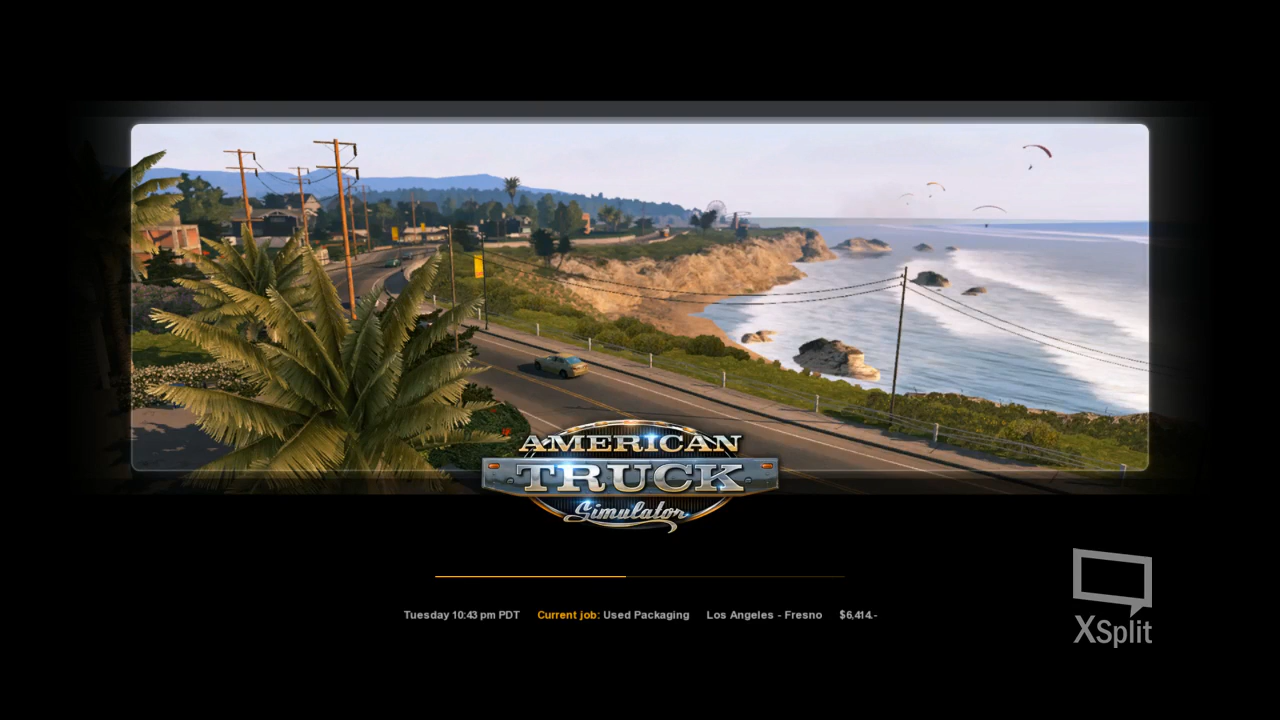 AMERICAN
TRUCK
Simulator
Tuesday 10:43 pm PDT Current job: Used Packaging Los Angeles - Fresno $6,414.-
XSplit